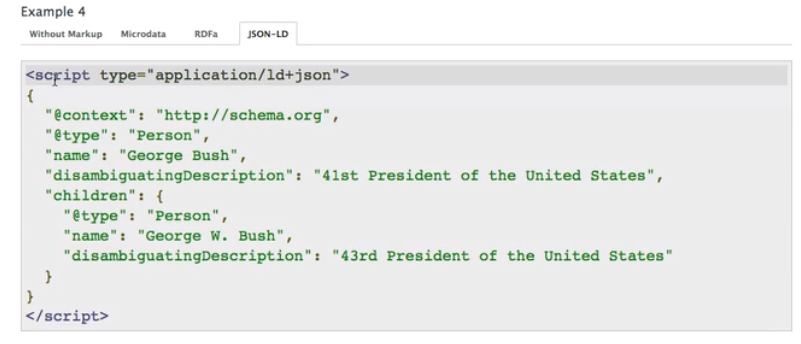 Example 4
Without Markup Microdata RDFa JSON-LD
<script type="application/ld+json">
{
  "@context": "http://schema.org",
  "@type": "Person",
  "name": "George Bush",
  "disambiguatingDescription": "41st President of the United States",
  "children": {
    "@type": "Person",
    "name": "George W. Bush",
    "disambiguatingDescription": "43rd President of the United States"
  }
}
</script>